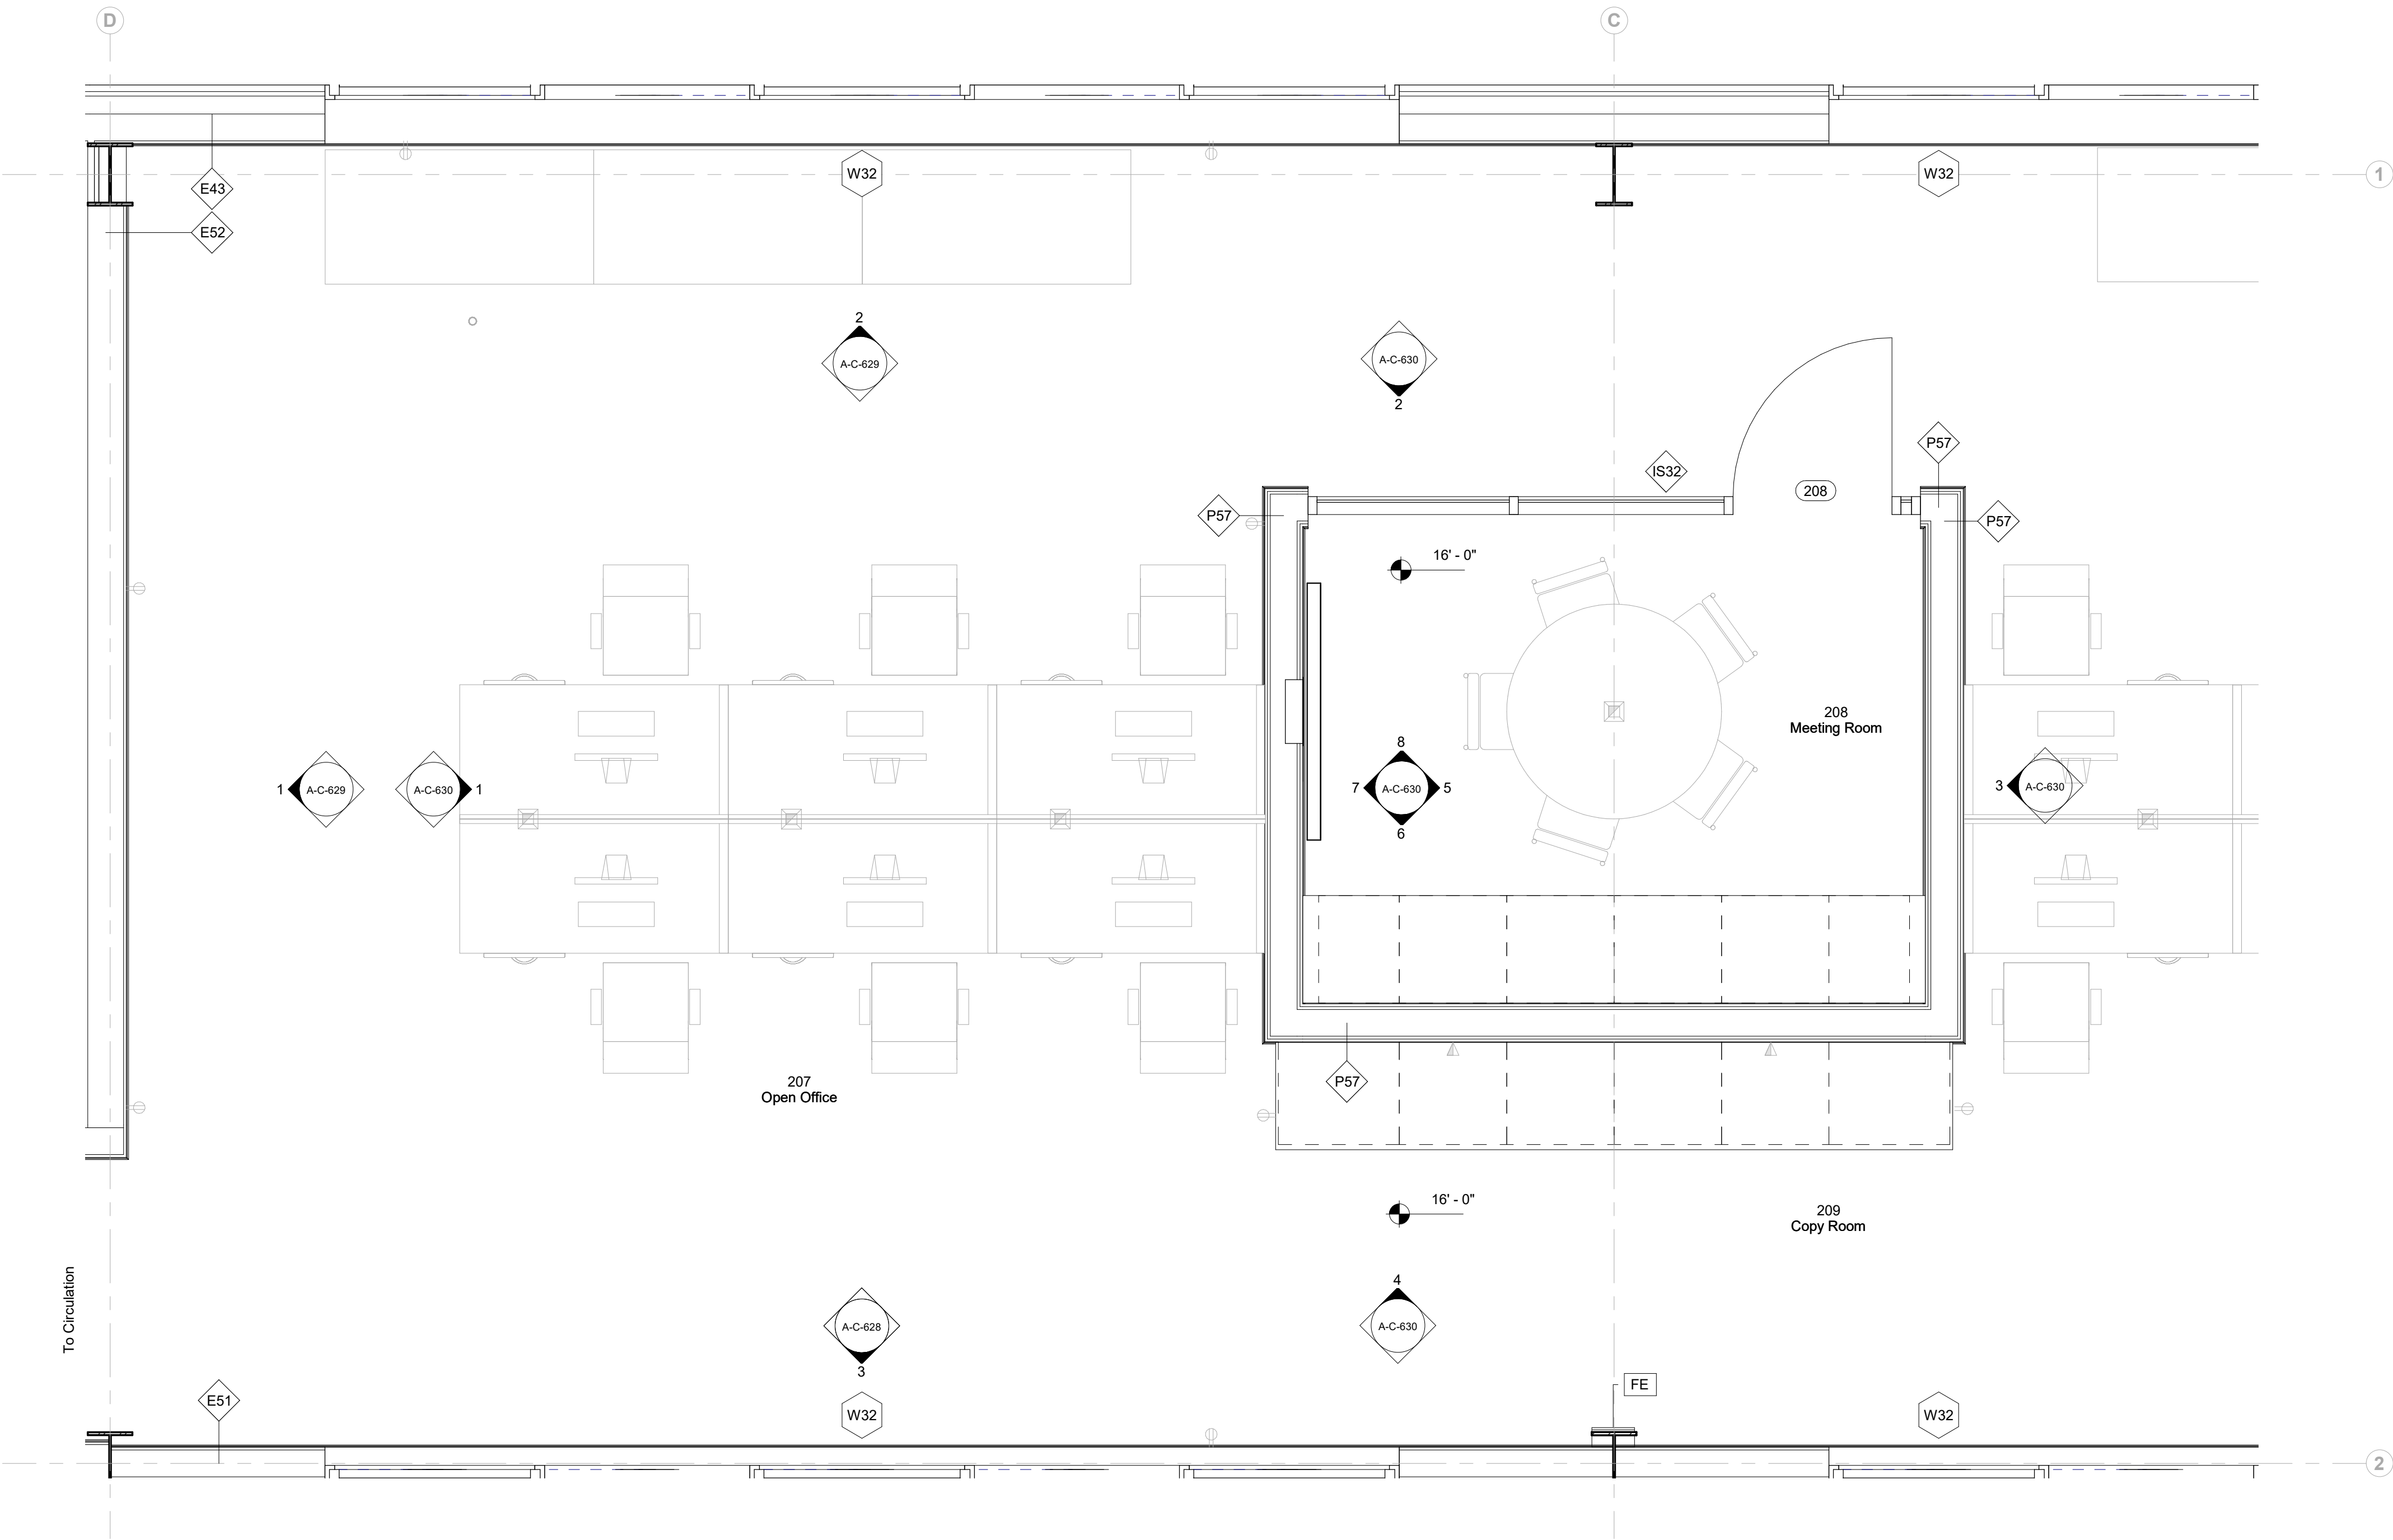 D
C
W32
W32
1
E43
E52
2
A-C-629
A-C-630
2
P57
IS32
208
P57
P57
16' - 0"
208
Meeting Room
8
1
A-C-629
A-C-630
1
7
A-C-630
5
3
A-C-630
6
P57
207
Open Office
16' - 0"
209
Copy Room
To Circulation
4
A-C-628
A-C-630
3
FE
E51
W32
W32
2